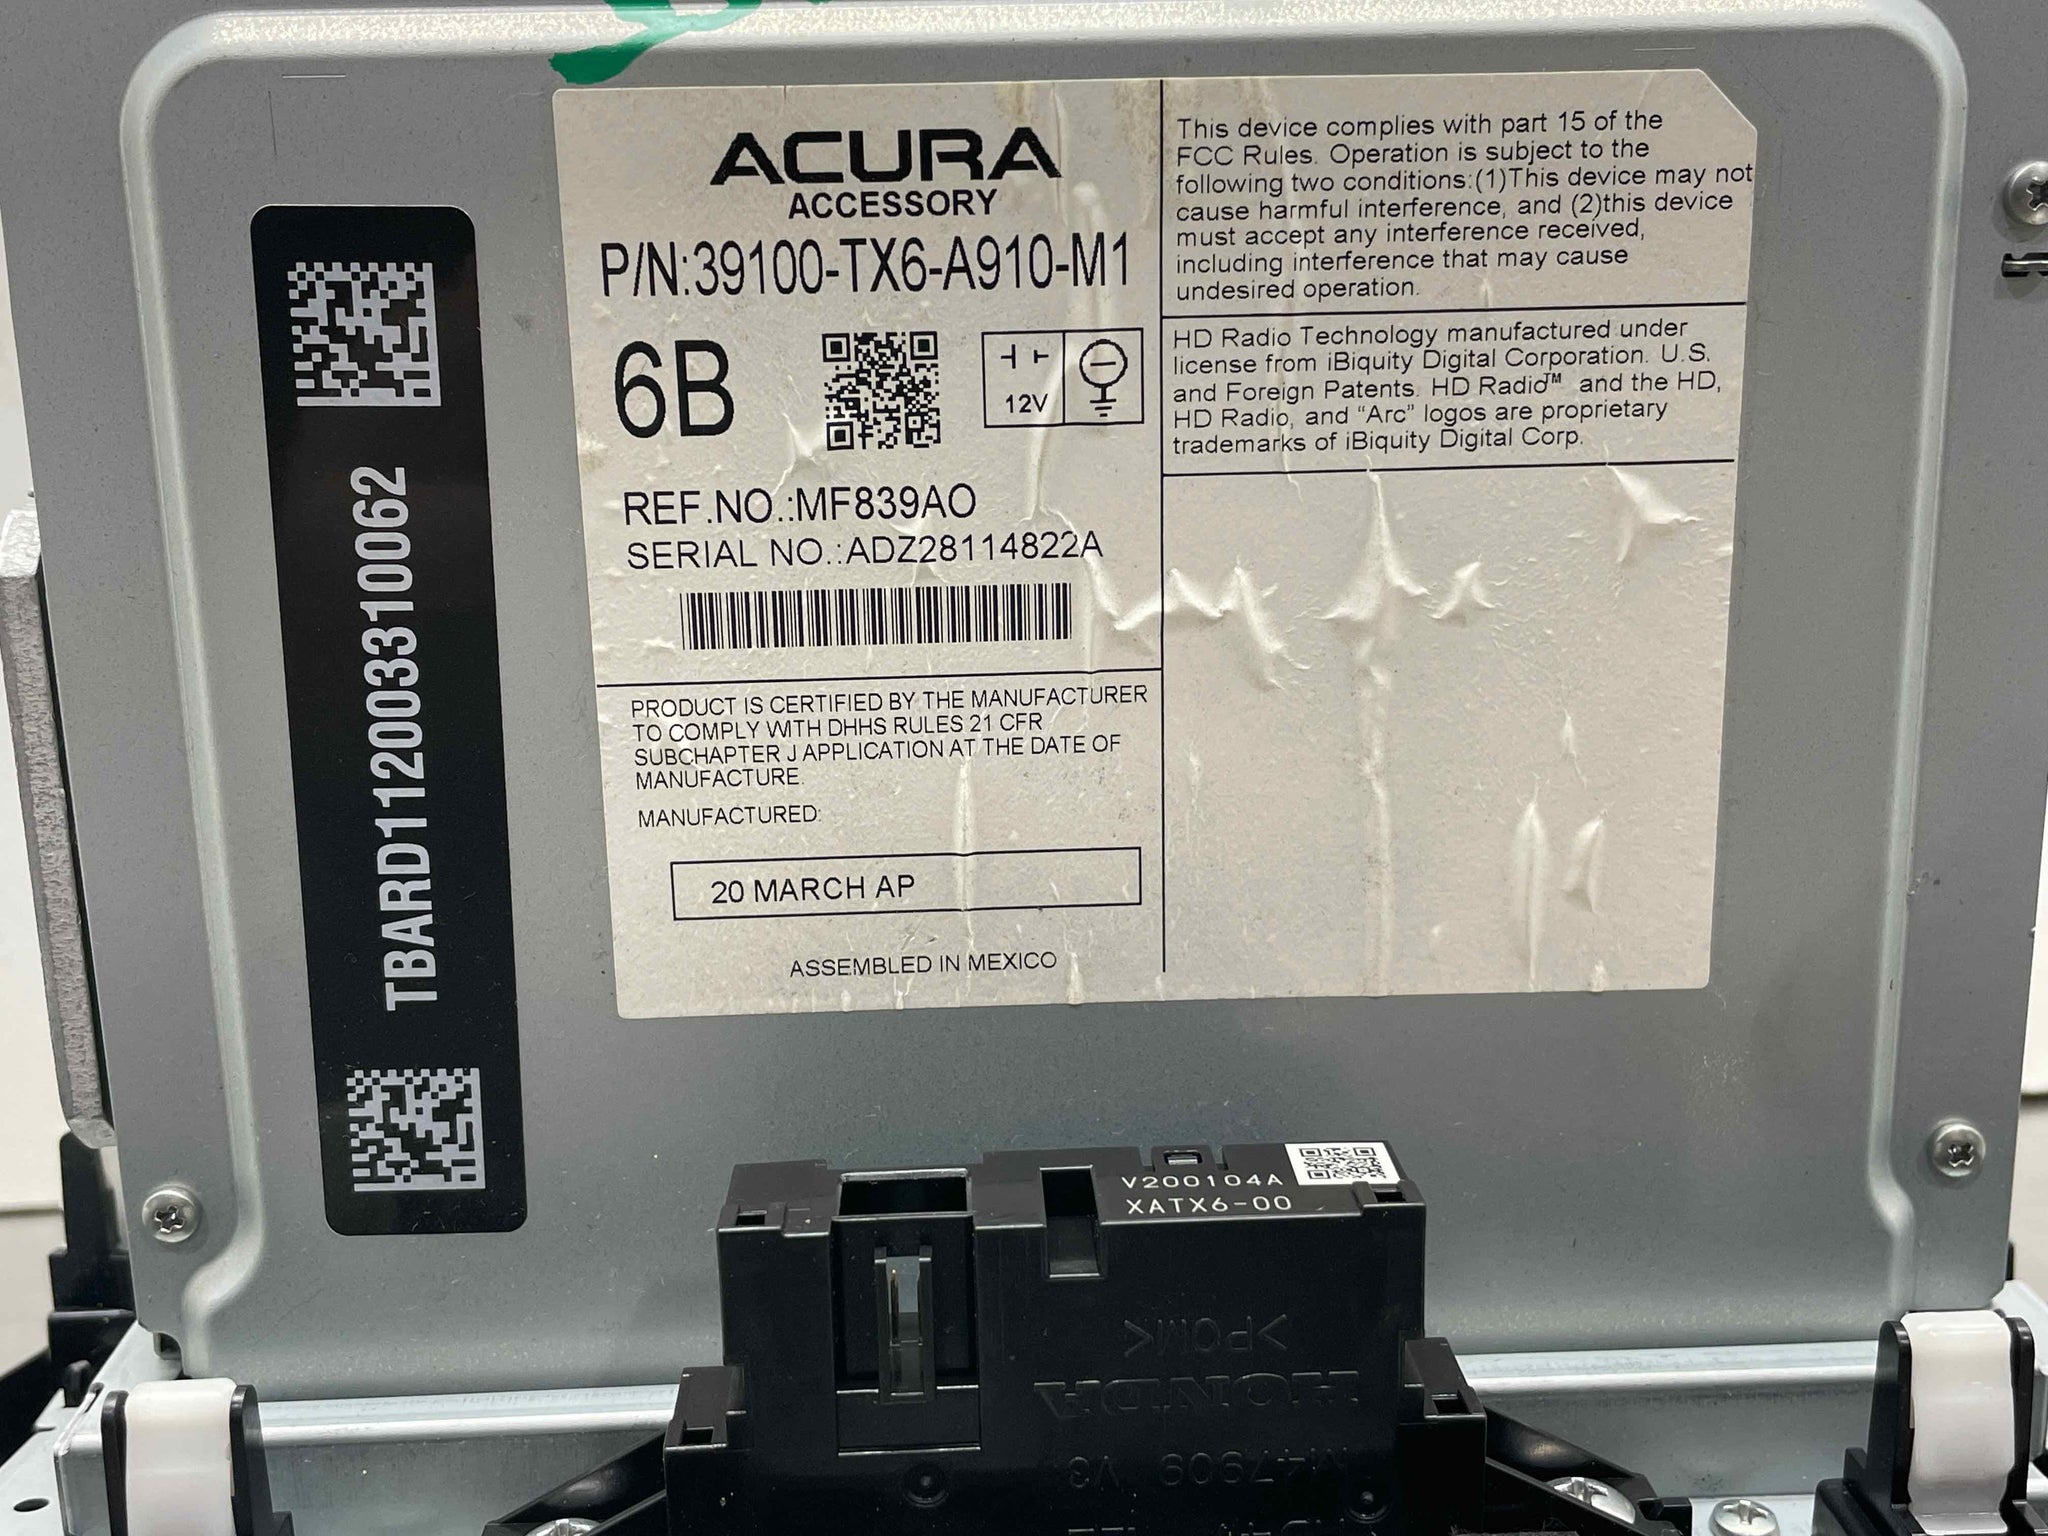 ACURA
ACCESSORY
P/N:39100-TX6-A910-M1
6B
12V
REF.NO.:MF839AO
SERIAL NO.:ADZ28114822A
PRODUCT IS CERTIFIED BY THE MANUFACTURER
TO COMPLY WITH DHHS RULES 21 CFR
SUBCHAPTER J APPLICATION AT THE DATE OF
MANUFACTURE.
MANUFACTURED:
20 MARCH AP
ASSEMBLED IN MEXICO
This device complies with part 15 of the
FCC Rules. Operation is subject to the
following two conditions:(1)This device may not
cause harmful interference, and (2)this device
must accept any interference received,
including interference that may cause
undesired operation.
HD Radio Technology manufactured under
license from iBiquity Digital Corporation. U.S.
and Foreign Patents. HD Radio™ and the HD,
HD Radio, and “Arc” logos are proprietary
trademarks of iBiquity Digital Corp.
TBARD11200331 0062
V200104A
XATX6-00
>POM<
HONDA
M47909 V3